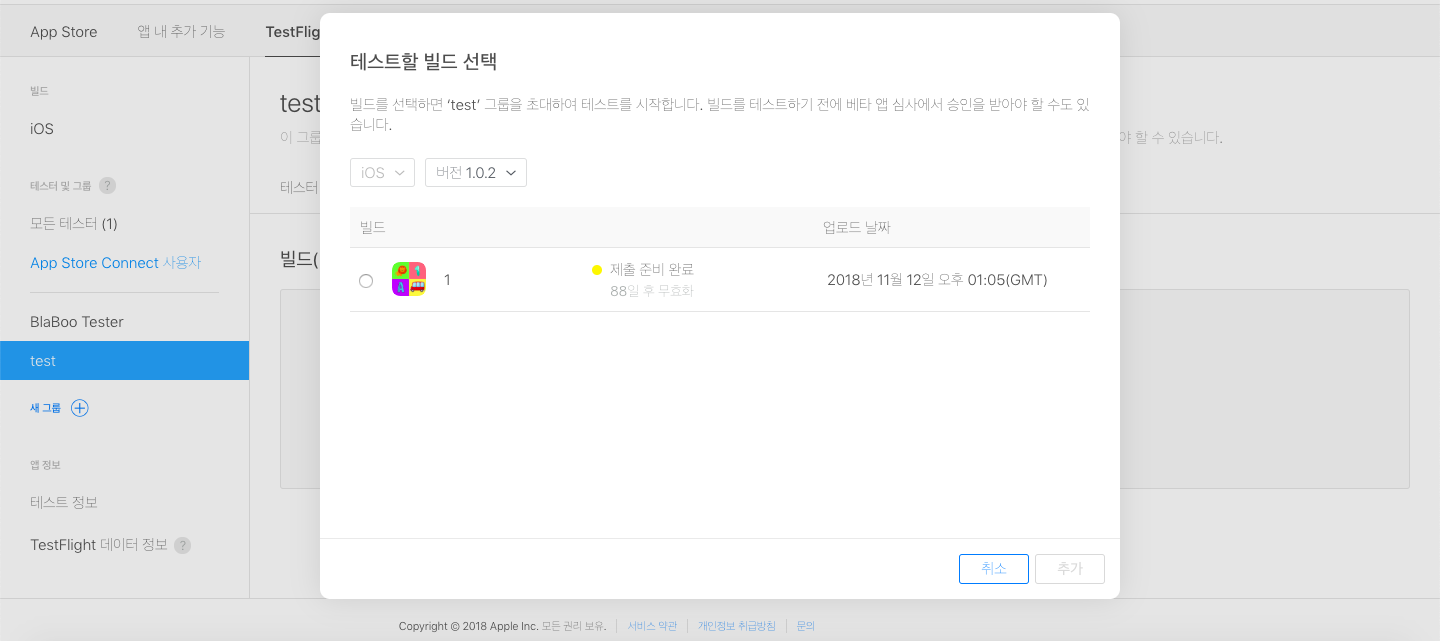 App Store 앱 내 추가 기능 TestFlig
빌드
iOS
테스터 및 그룹 ?
모든 테스터 (1)
App Store Connect 사용자
BlaBoo Tester
test
새 그룹
앱 정보
테스트 정보
TestFlight 데이터 정보 ?
test
이 그룹
야 할 수 있습니다.
테스터
빌드(
테스트할 빌드 선택
빌드를 선택하면 ‘test’ 그룹을 초대하여 테스트를 시작합니다. 빌드를 테스트하기 전에 베타 앱 심사에서 승인을 받아야 할 수도 있
습니다.
iOS 버전 1.0.2
빌드 업로드 날짜
1 제출 준비 완료 2018년 11월 12일 오후 01:05(GMT)
88일 후 무효화
취소 추가
Copyright © 2018 Apple Inc. 모든 권리 보유. 서비스 약관 개인정보 취급방침 문의